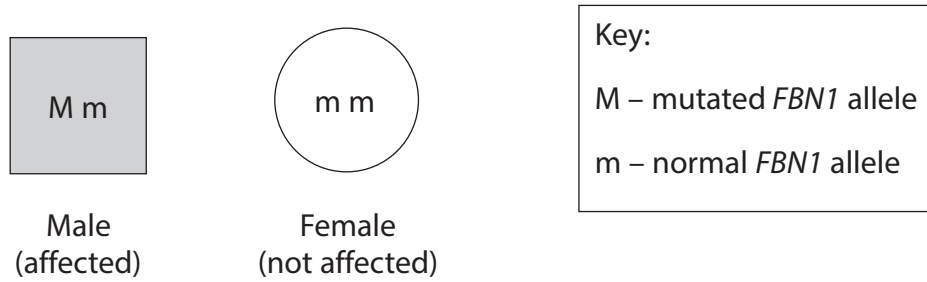 M m
Male
(affected)
m m
Female
(not affected)
Key:
M – mutated FBN1 allele
m – normal FBN1 allele